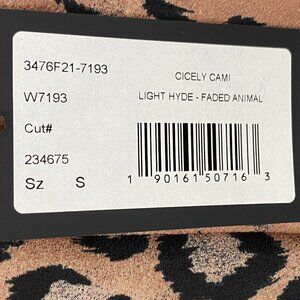 3476F21-7193
CICELY CAMI
W7193
LIGHT HYDE - FADED ANIMAL
Cut#
234675
Sz S
1 90161 50716 3